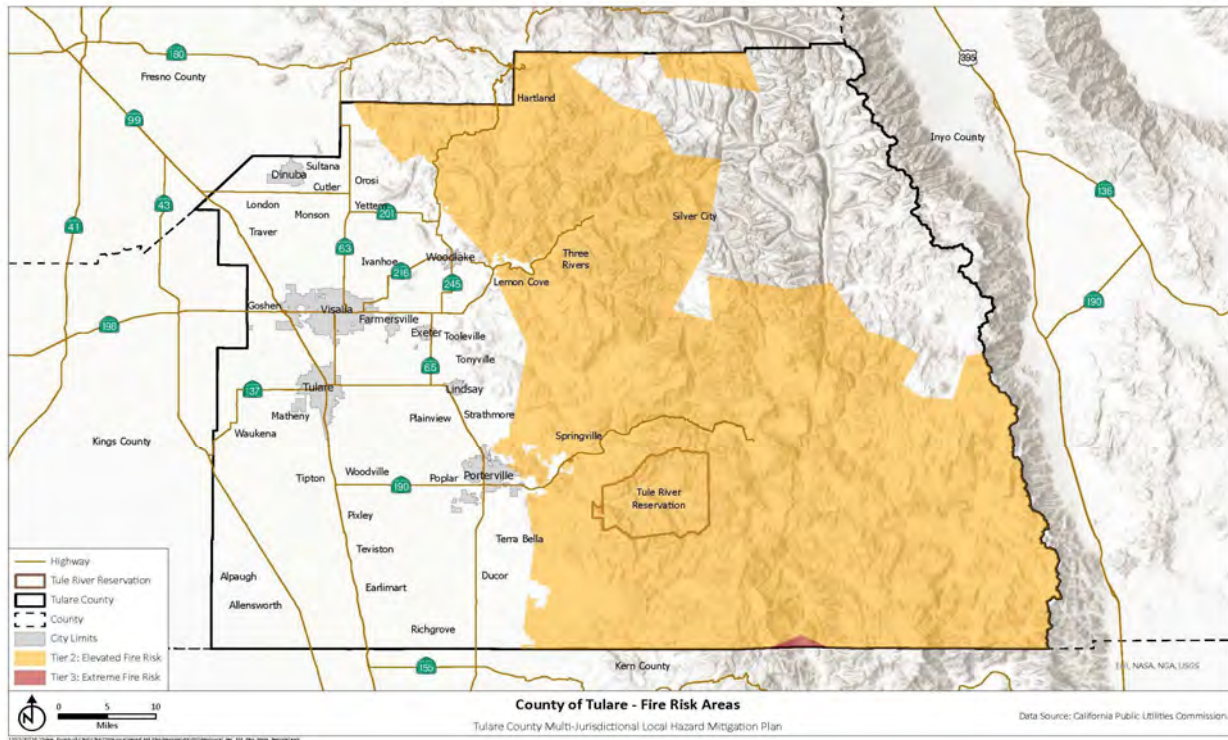 180
Fresno County
395
Hartland
99
Inyo County
Sultana
Dinuba
Cutler
Orosi
136
London
Yettem
43
Monson
201
Silver City
41
Traver
63
Ivanhoe
Woodlake
Three
Rivers
216
245
Lemon Cove
190
Goshen
Visalia
Farmersville
198
Exeter
Tooleville
Tonyville
65
Tulare
137
Lindsay
Matheny
Plainview
Strathmore
Waukena
Kings County
Springville
Woodville
Tipton
Poplar
Porterville
190
Tule River
Reservation
Pixley
Terra Bella
Teviston
Alpaugh
Earlimart
Ducor
Allensworth
Richgrove
155
Kern County
Esri, NASA, NGA, USGS
Highway
Tule River Reservation
Tulare County
County
City Limits
Tier 2: Elevated Fire Risk
Tier 3: Extreme Fire Risk
N
0 5 10
Miles
County of Tulare - Fire Risk Areas
Tulare County Multi-Jurisdictional Local Hazard Mitigation Plan
Data Source: California Public Utilities Commission